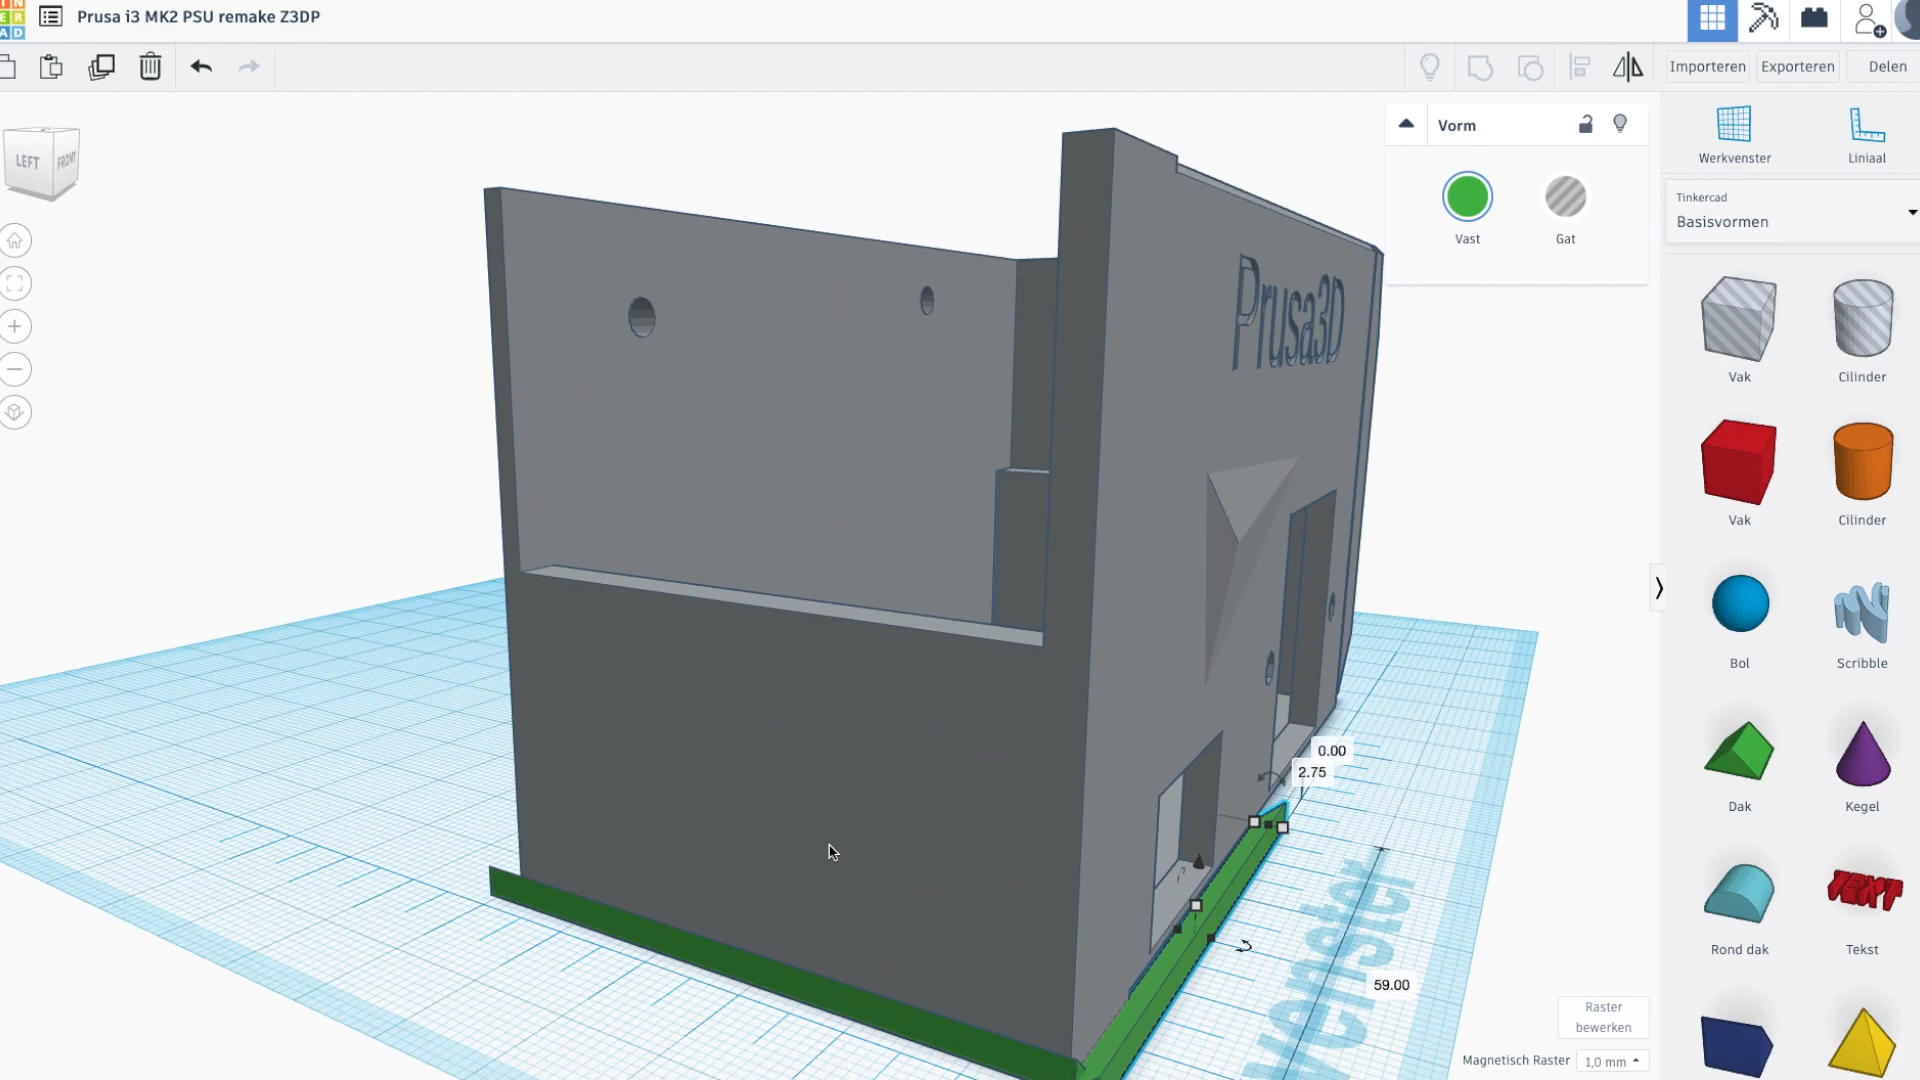 Prusa i3 MK2 PSU remake Z3DP
Importeren
Exporteren
Delen
LEFT
FRONT
Vorm
Vast
Gat
Werkvenster
Liniaal
Tinkercad
Basisvormen
Prusa3D
Vak
Cilinder
Vak
Cilinder
Bol
Scribble
Dak
Kegel
Rond dak
Tekst
TEXT
0.00
2.75
59.00
Raster
bewerken
Magnetisch Raster
1,0 mm